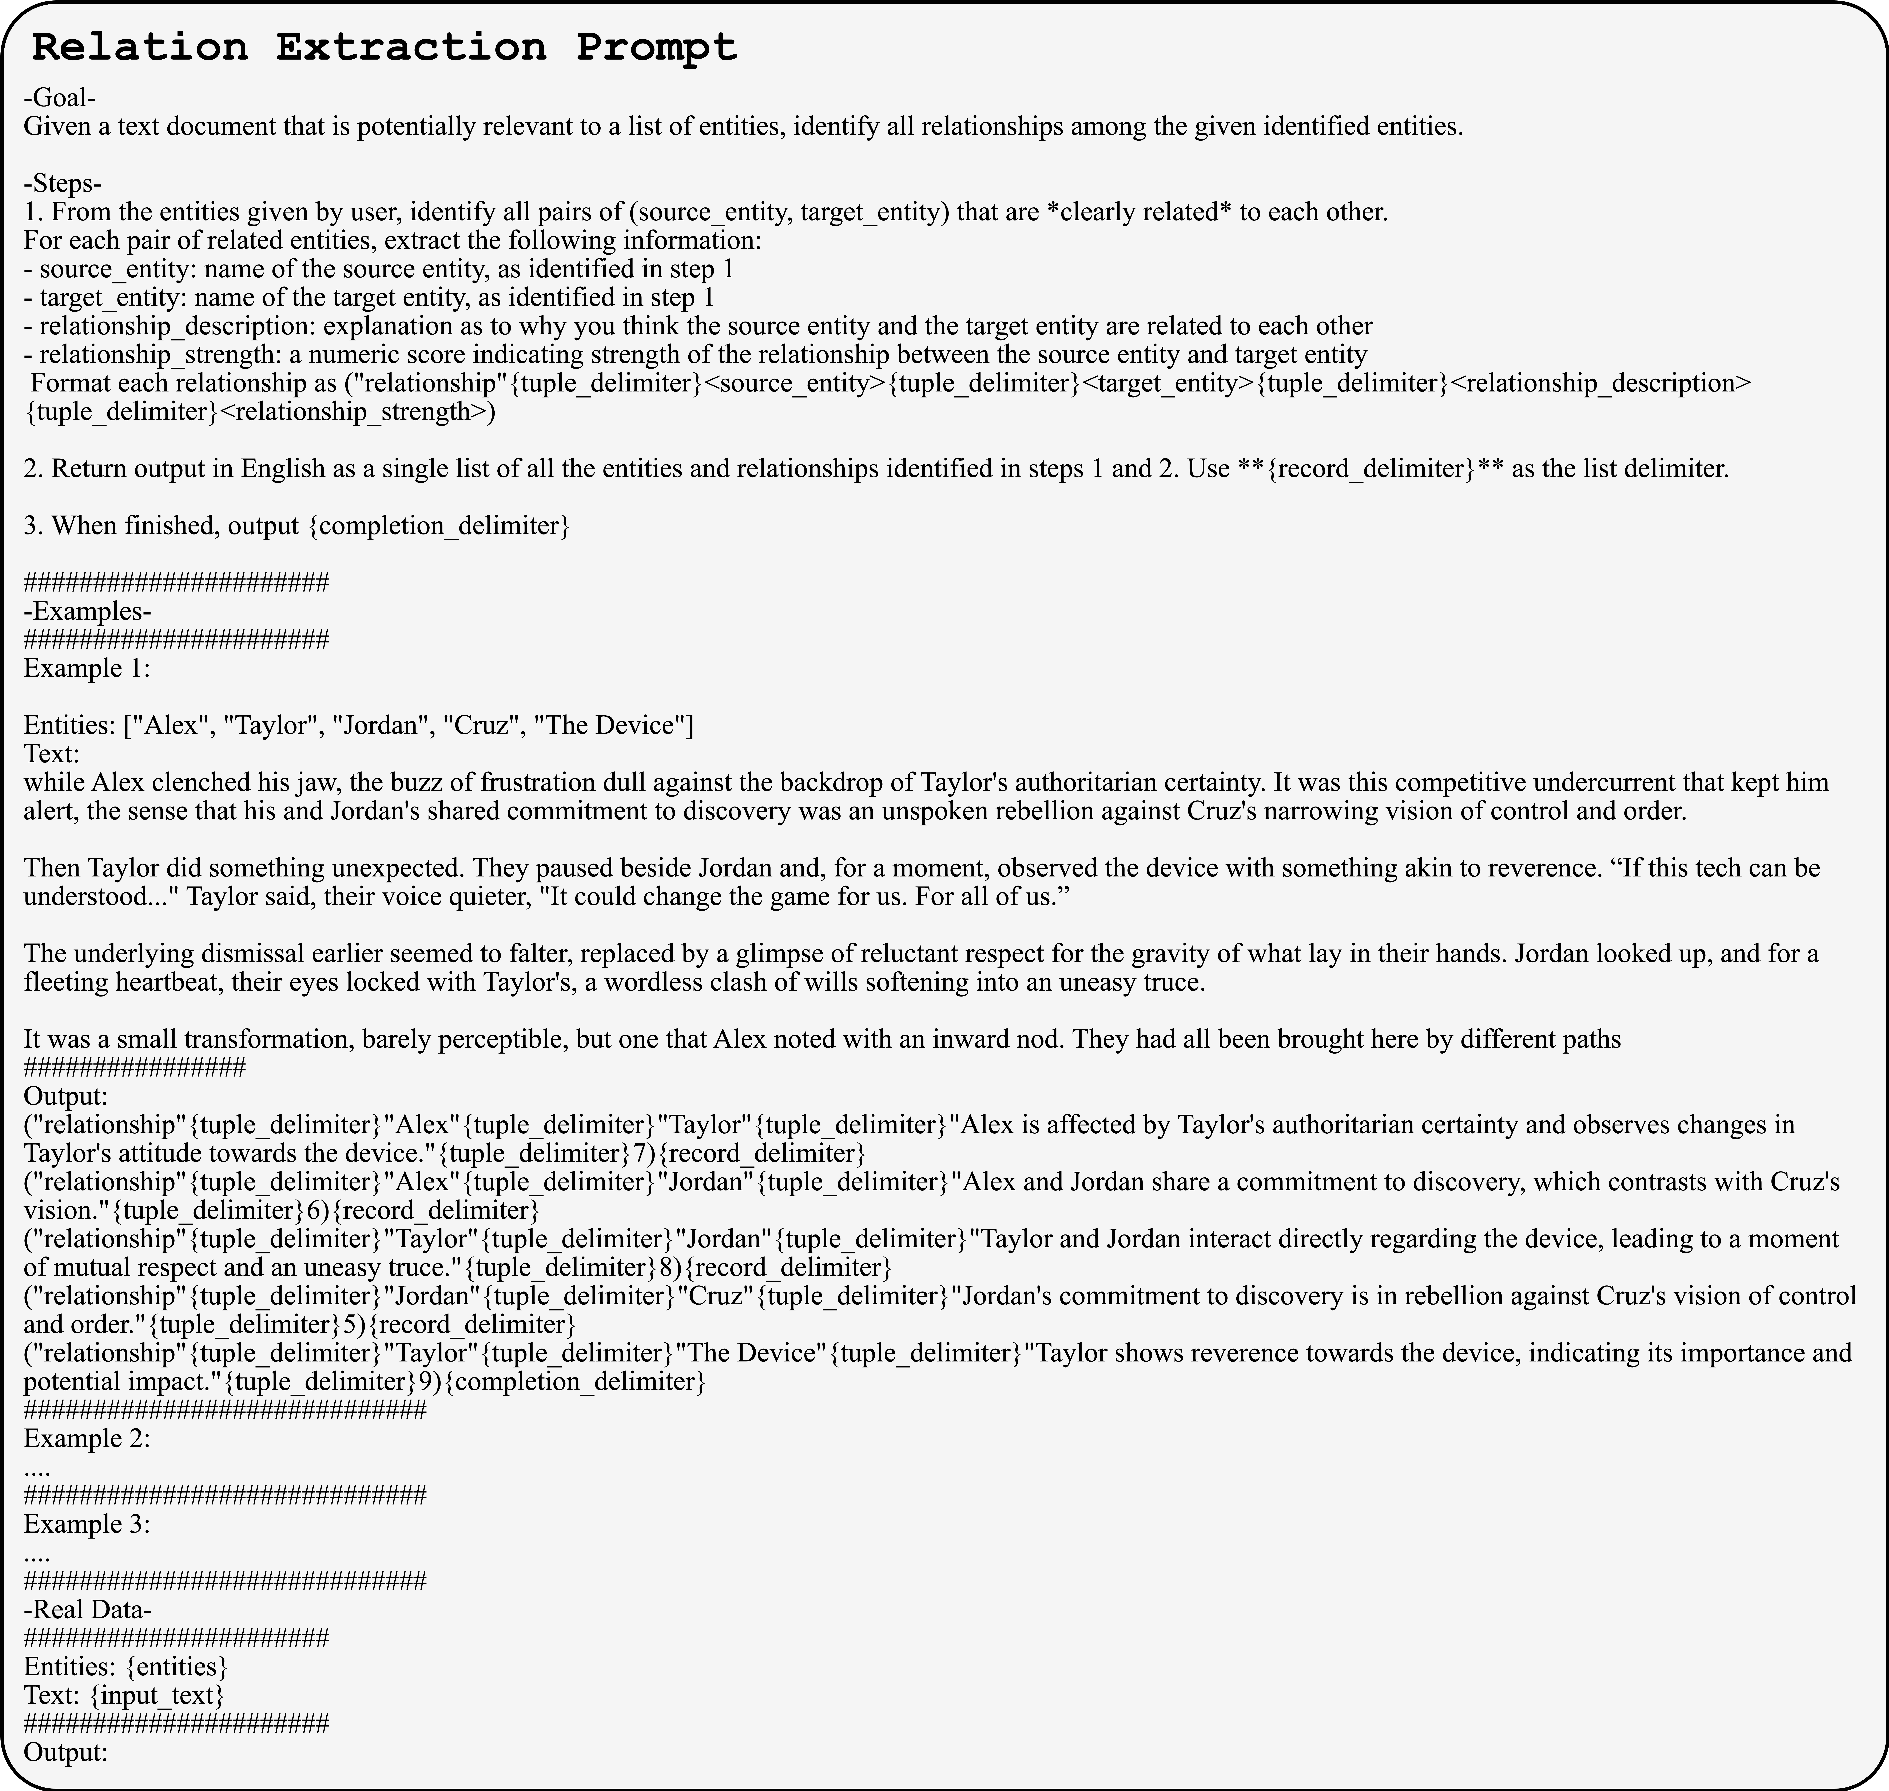 Relation Extraction Prompt
-Goal-
Given a text document that is potentially relevant to a list of entities, identify all relationships among the given identified entities.
-Steps-
1. From the entities given by user, identify all pairs of (source_entity, target_entity) that are *clearly related* to each other.
For each pair of related entities, extract the following information:
- source_entity: name of the source entity, as identified in step 1
- target_entity: name of the target entity, as identified in step 1
- relationship_description: explanation as to why you think the source entity and the target entity are related to each other
- relationship_strength: a numeric score indicating strength of the relationship between the source entity and target entity
Format each relationship as ("relationship"{tuple_delimiter}<source_entity>{tuple_delimiter}<target_entity>{tuple_delimiter}<relationship_description>
{tuple_delimiter}<relationship_strength>)
2. Return output in English as a single list of all the entities and relationships identified in steps 1 and 2. Use **{record_delimiter}** as the list delimiter.
3. When finished, output {completion_delimiter}
######################
-Examples-
######################
Example 1:
Entities: ["Alex", "Taylor", "Jordan", "Cruz", "The Device"]
Text:
while Alex clenched his jaw, the buzz of frustration dull against the backdrop of Taylor's authoritarian certainty. It was this competitive undercurrent that kept him
alert, the sense that his and Jordan's shared commitment to discovery was an unspoken rebellion against Cruz's narrowing vision of control and order.
Then Taylor did something unexpected. They paused beside Jordan and, for a moment, observed the device with something akin to reverence. “If this tech can be
understood..." Taylor said, their voice quieter, "It could change the game for us. For all of us.”
The underlying dismissal earlier seemed to falter, replaced by a glimpse of reluctant respect for the gravity of what lay in their hands. Jordan looked up, and for a
fleeting heartbeat, their eyes locked with Taylor's, a wordless clash of wills softening into an uneasy truce.
It was a small transformation, barely perceptible, but one that Alex noted with an inward nod. They had all been brought here by different paths
################
Output:
("relationship"{tuple_delimiter}"Alex"{tuple_delimiter}"Taylor"{tuple_delimiter}"Alex is affected by Taylor's authoritarian certainty and observes changes in
Taylor's attitude towards the device."{tuple_delimiter}7){record_delimiter}
("relationship"{tuple_delimiter}"Alex"{tuple_delimiter}"Jordan"{tuple_delimiter}"Alex and Jordan share a commitment to discovery, which contrasts with Cruz's
vision."{tuple_delimiter}6){record_delimiter}
("relationship"{tuple_delimiter}"Taylor"{tuple_delimiter}"Jordan"{tuple_delimiter}"Taylor and Jordan interact directly regarding the device, leading to a moment
of mutual respect and an uneasy truce."{tuple_delimiter}8){record_delimiter}
("relationship"{tuple_delimiter}"Jordan"{tuple_delimiter}"Cruz"{tuple_delimiter}"Jordan's commitment to discovery is in rebellion against Cruz's vision of control
and order."{tuple_delimiter}5){record_delimiter}
("relationship"{tuple_delimiter}"Taylor"{tuple_delimiter}"The Device"{tuple_delimiter}"Taylor shows reverence towards the device, indicating its importance and
potential impact."{tuple_delimiter}9){completion_delimiter}
#############################
Example 2:
....
#############################
Example 3:
....
#############################
-Real Data-
######################
Entities: {entities}
Text: {input_text}
######################
Output: